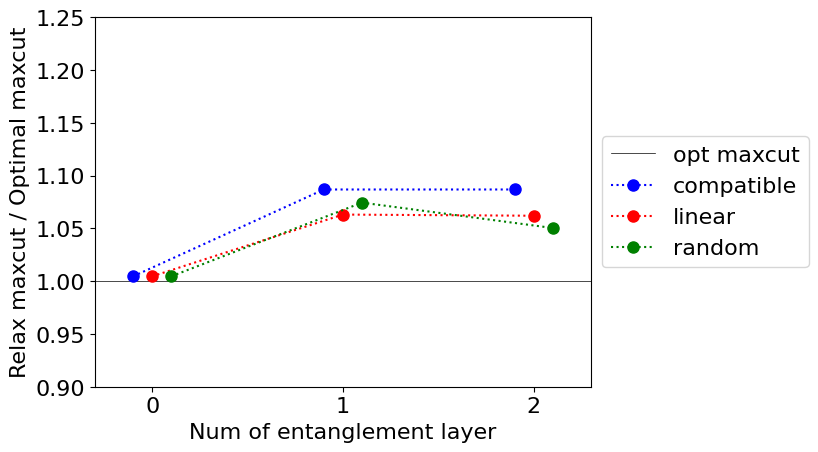 Relax maxcut / Optimal maxcut
1.25
1.20
1.15
1.10
1.05
1.00
0.95
0.90
0
1
2
Num of entanglement layer
opt maxcut
compatible
linear
random